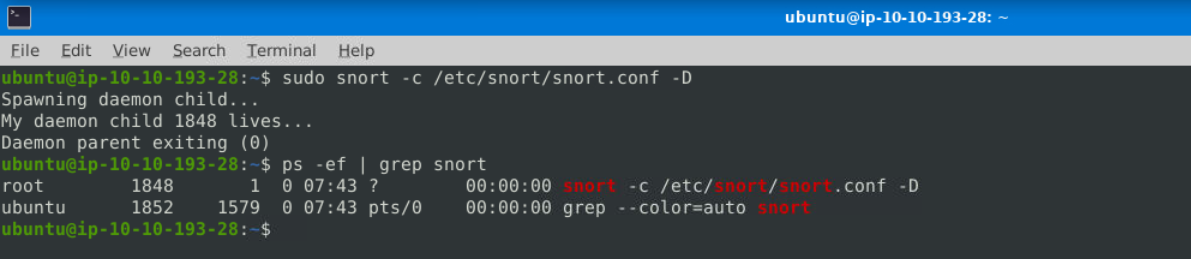 ubuntu@ip-10-10-193-28: ~
File Edit View Search Terminal Help
ubuntu@ip-10-10-193-28:~$ sudo snort -c /etc/snort/snort.conf -D
Spawning daemon child...
My daemon child 1848 lives...
Daemon parent exiting (0)
ubuntu@ip-10-10-193-28:~$ ps -ef | grep snort
root        1848       1  0 07:43 ?        00:00:00 snort -c /etc/snort/snort.conf -D
ubuntu      1852    1579  0 07:43 pts/0    00:00:00 grep --color=auto snort
ubuntu@ip-10-10-193-28:~$